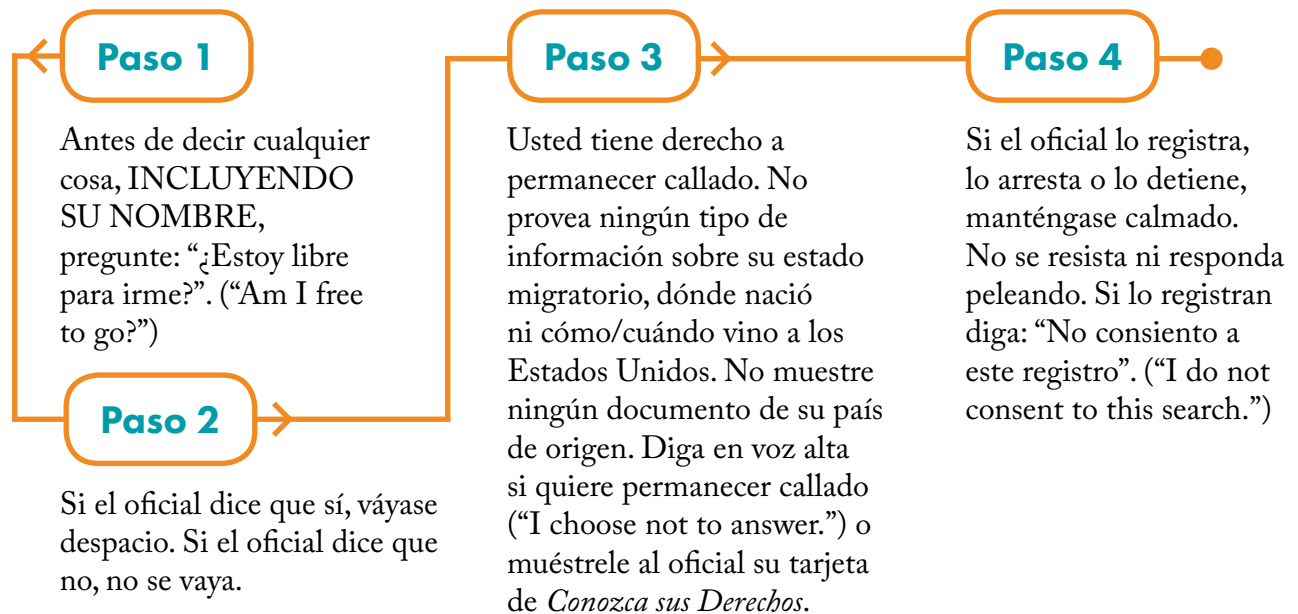 Paso 1
Antes de decir cualquier
cosa, INCLUYENDO
SU NOMBRE,
pregunte: “¿Estoy libre
para irme?”. (“Am I free
to go?”)
Paso 2
Si el oficial dice que sí, váyase
despacio. Si el oficial dice que
no, no se vaya.
Paso 3
Usted tiene derecho a
permanecer callado. No
provea ningún tipo de
información sobre su estado
migratorio, dónde nació
ni cómo/cuándo vino a los
Estados Unidos. No muestre
ningún documento de su país
de origen. Diga en voz alta
si quiere permanecer callado
(“I choose not to answer.”) o
muéstrele al oficial su tarjeta
de Conozca sus Derechos.
Paso 4
Si el oficial lo registra,
lo arresta o lo detiene,
manténgase calmado.
No se resista ni responda
peleando. Si lo registran
diga: “No consiento a
este registro”. (“I do not
consent to this search.”)